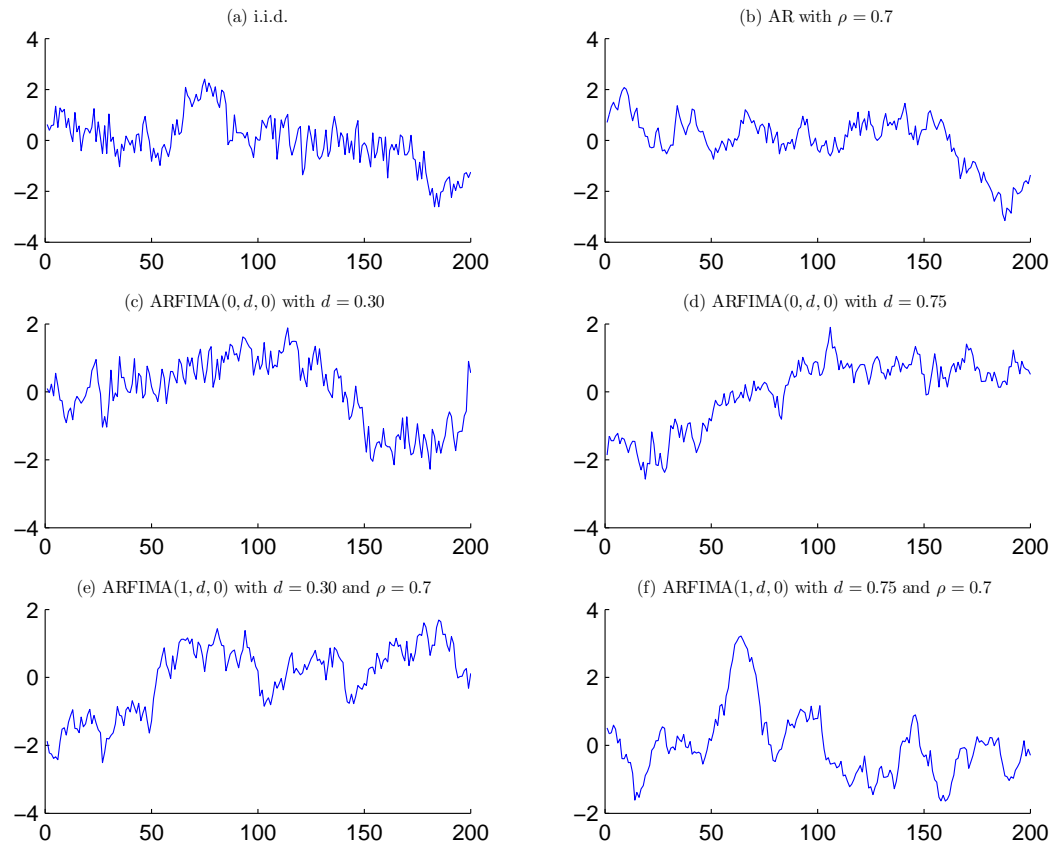 (a) i.i.d.
4
2
0
−2
−4
0 50 100 150 200
(b) AR with ρ = 0.7
4
2
0
−2
−4
0 50 100 150 200
(c) ARFIMA(0, d, 0) with d = 0.30
2
0
−2
−4
0 50 100 150 200
(d) ARFIMA(0, d, 0) with d = 0.75
2
0
−2
−4
0 50 100 150 200
(e) ARFIMA(1, d, 0) with d = 0.30 and ρ = 0.7
2
0
−2
−4
0 50 100 150 200
(f) ARFIMA(1, d, 0) with d = 0.75 and ρ = 0.7
4
2
0
−2
0 50 100 150 200